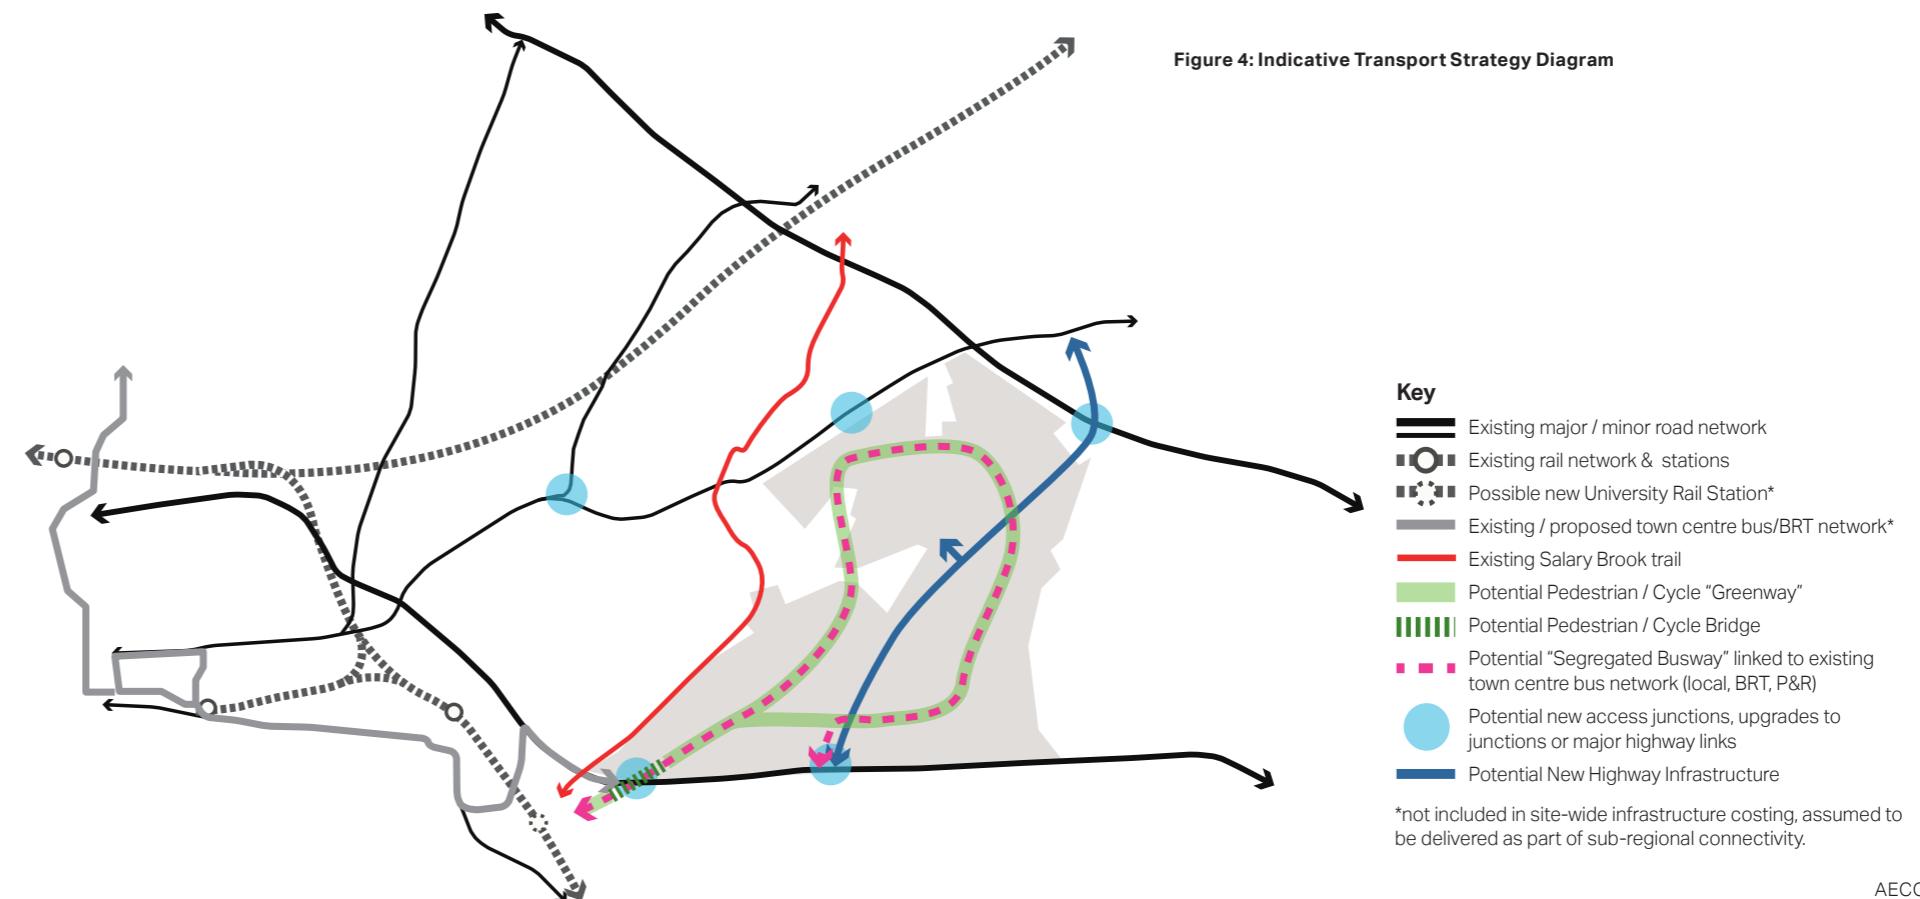 Figure 4: Indicative Transport Strategy Diagram
Key
Existing major / minor road network
Existing rail network & stations
Possible new University Rail Station*
Existing / proposed town centre bus/BRT network*
Existing Salary Brook trail
Potential Pedestrian / Cycle “Greenway”
Potential Pedestrian / Cycle Bridge
Potential “Segregated Busway” linked to existing
town centre bus network (local, BRT, P&R)
Potential new access junctions, upgrades to
junctions or major highway links
Potential New Highway Infrastructure
*not included in site-wide infrastructure costing, assumed to
be delivered as part of sub-regional connectivity.